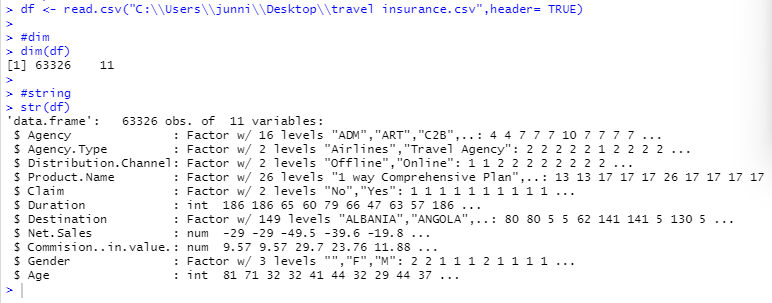 > df <- read.csv("C:\\Users\\junni\\Desktop\\travel insurance.csv",header= TRUE)
>
> #dim
> dim(df)
[1] 63326    11
>
> #string
> str(df)
'data.frame':   63326 obs. of  11 variables:
 $ Agency               : Factor w/ 16 levels "ADM","ART","C2B",..: 4 4 7 7 7 10 7 7 7 7 ...
 $ Agency.Type          : Factor w/ 2 levels "Airlines","Travel Agency": 2 2 2 2 2 1 2 2 2 2 ...
 $ Distribution.Channel: Factor w/ 2 levels "Offline","Online": 1 1 2 2 2 2 2 2 2 2 ...
 $ Product.Name         : Factor w/ 26 levels "1 way Comprehensive Plan",..: 13 13 17 17 17 26 17 17 17 17
 $ Claim                : Factor w/ 2 levels "No","Yes": 1 1 1 1 1 1 1 1 1 1 ...
 $ Duration             : int  186 186 65 60 79 66 47 63 57 186 ...
 $ Destination          : Factor w/ 149 levels "ALBANIA","ANGOLA",..: 80 80 5 5 62 141 141 5 130 5 ...
 $ Net.Sales            : num  -29 -29 -49.5 -39.6 -19.8 ...
 $ Commision..in.value.: num  9.57 9.57 29.7 23.76 11.88 ...
 $ Gender               : Factor w/ 3 levels "","F","M": 2 2 1 1 1 2 1 1 1 1 ...
 $ Age                  : int  81 71 32 32 41 44 32 29 44 37 ...
>